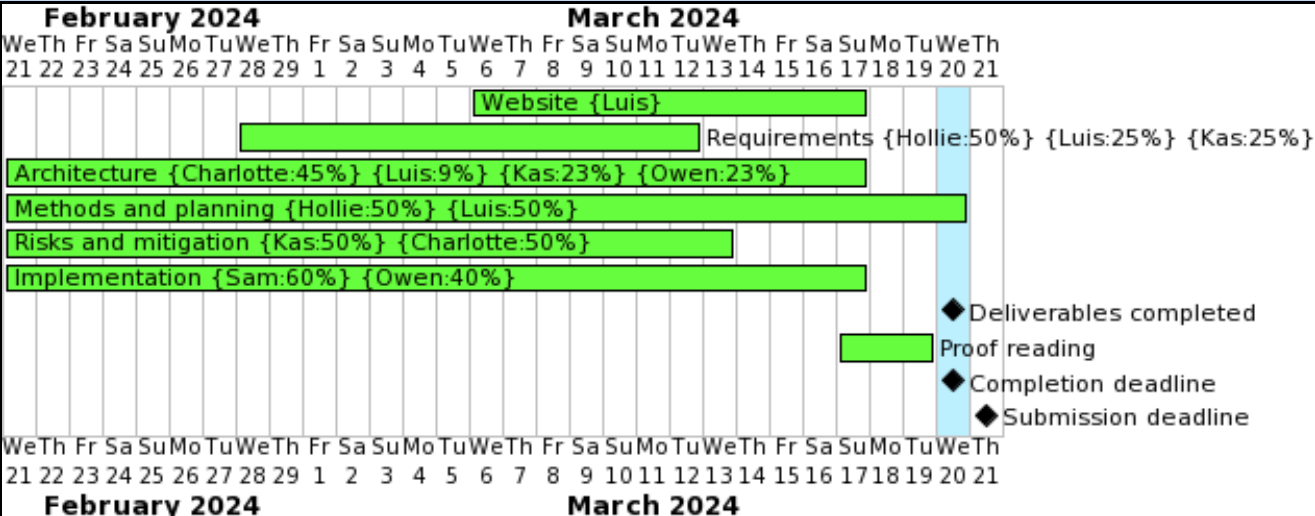 February 2024 March 2024
We Th Fr Sa Su Mo Tu We Th Fr Sa Su Mo Tu We Th Fr Sa Su Mo Tu We Th Fr Sa Su Mo Tu We Th
21 22 23 24 25 26 27 28 29 1 2 3 4 5 6 7 8 9 10 11 12 13 14 15 16 17 18 19 20 21
Website {Luis}
Requirements {Hollie:50%} {Luis:25%} {Kas:25%}
Architecture {Charlotte:45%} {Luis:9%} {Kas:23%} {Owen:23%}
Methods and planning {Hollie:50%} {Luis:50%}
Risks and mitigation {Kas:50%} {Charlotte:50%}
Implementation {Sam:60%} {Owen:40%}
Deliverables completed
Proof reading
Completion deadline
Submission deadline
We Th Fr Sa Su Mo Tu We Th Fr Sa Su Mo Tu We Th Fr Sa Su Mo Tu We Th Fr Sa Su Mo Tu We Th
21 22 23 24 25 26 27 28 29 1 2 3 4 5 6 7 8 9 10 11 12 13 14 15 16 17 18 19 20 21
February 2024 March 2024